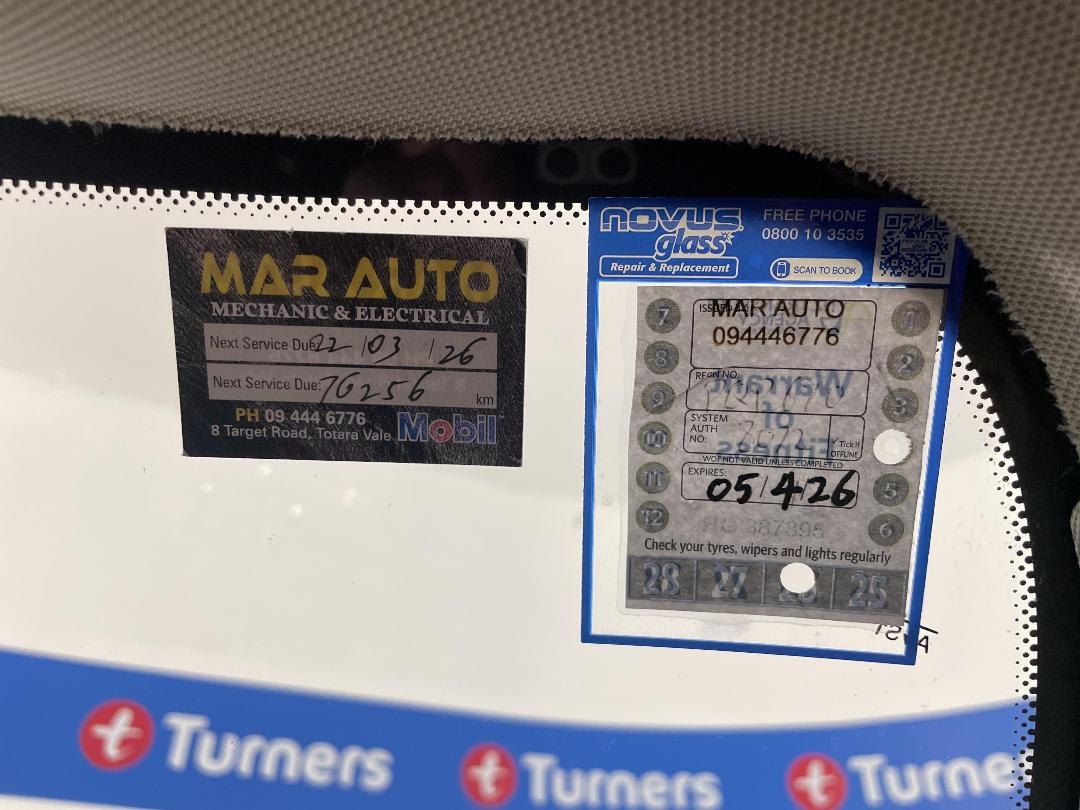 MAR AUTO
MECHANIC & ELECTRICAL
Next Service Due: 22/03/26
Next Service Due: 76256 km
PH 09 444 6776
8 Target Road, Totara Vale
Mobil
novus
glass
Repair & Replacement
FREE PHONE
0800 10 3535
SCAN TO BOOK
MAR AUTO
094446776
REGN NO:
Warrant
of
Fitness
SYSTEM
AUTH
NO:
✓ Tick if
OFFLINE
WOF NOT VALID UNLESS COMPLETED
EXPIRES:
05/4/26
7
8
9
10
11
12
1
2
3
5
6
Check your tyres, wipers and lights regularly
28 27 25
Turners
Turners
Turne